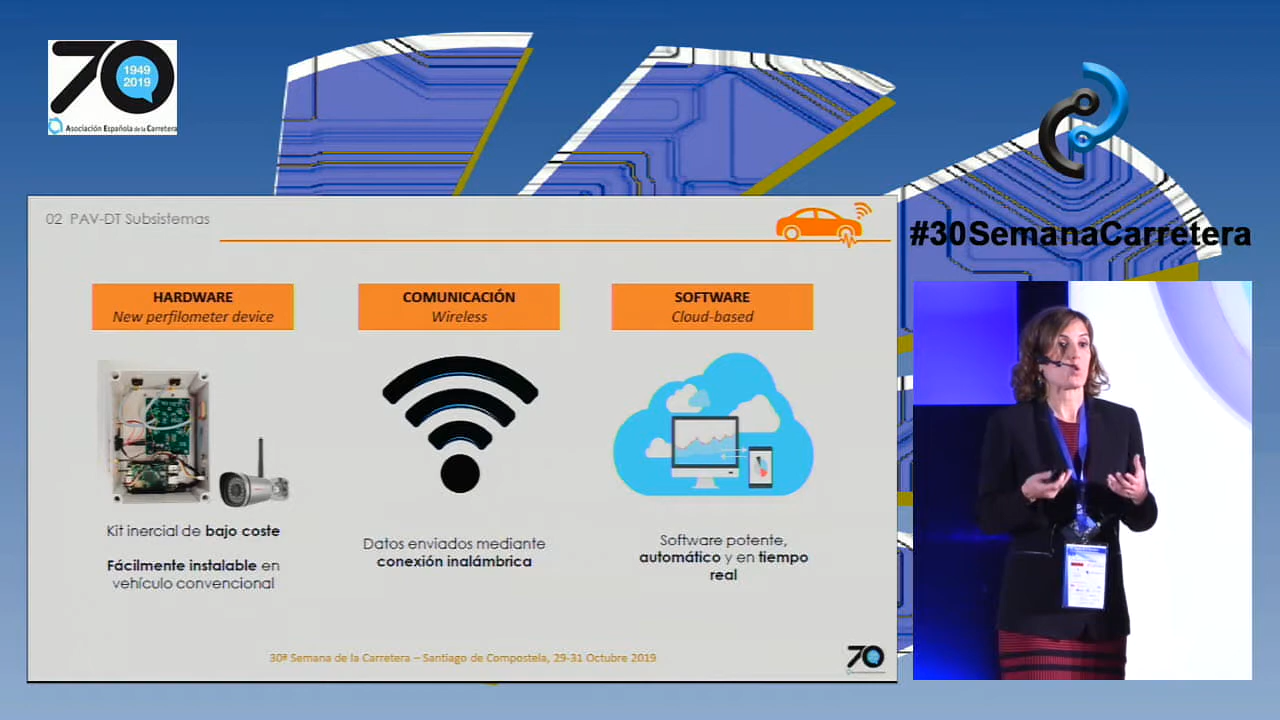 70
1949
2019
Asociación Española de la Carretera
#30SemanaCarretera
02 PAV-DT Subsistemas
HARDWARE
New perfilometer device
COMUNICACIÓN
Wireless
SOFTWARE
Cloud-based
Kit inercial de bajo coste
Fácilmente instalable en
vehículo convencional
Datos enviados mediante
conexión inalámbrica
Software potente,
automático y en tiempo
real
30ª Semana de la Carretera – Santiago de Compostela, 29-31 Octubre 2019
70